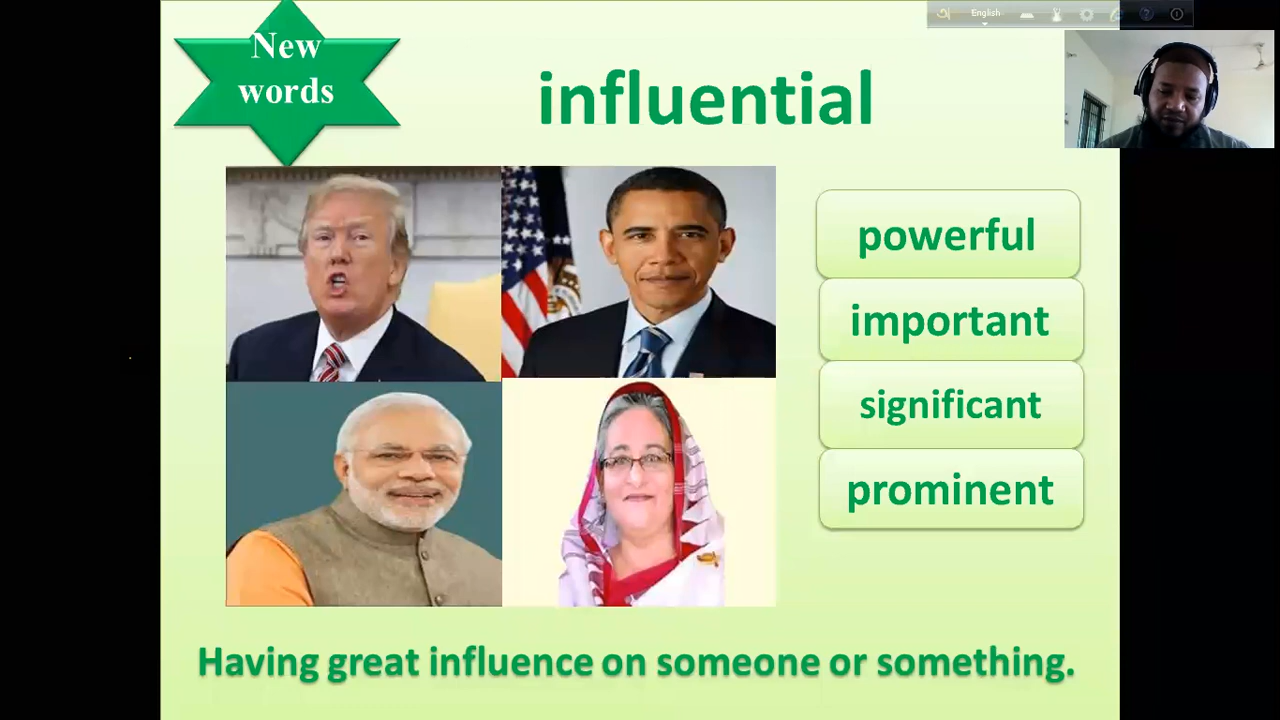 English
New
words
influential
powerful
important
significant
prominent
Having great influence on someone or something.